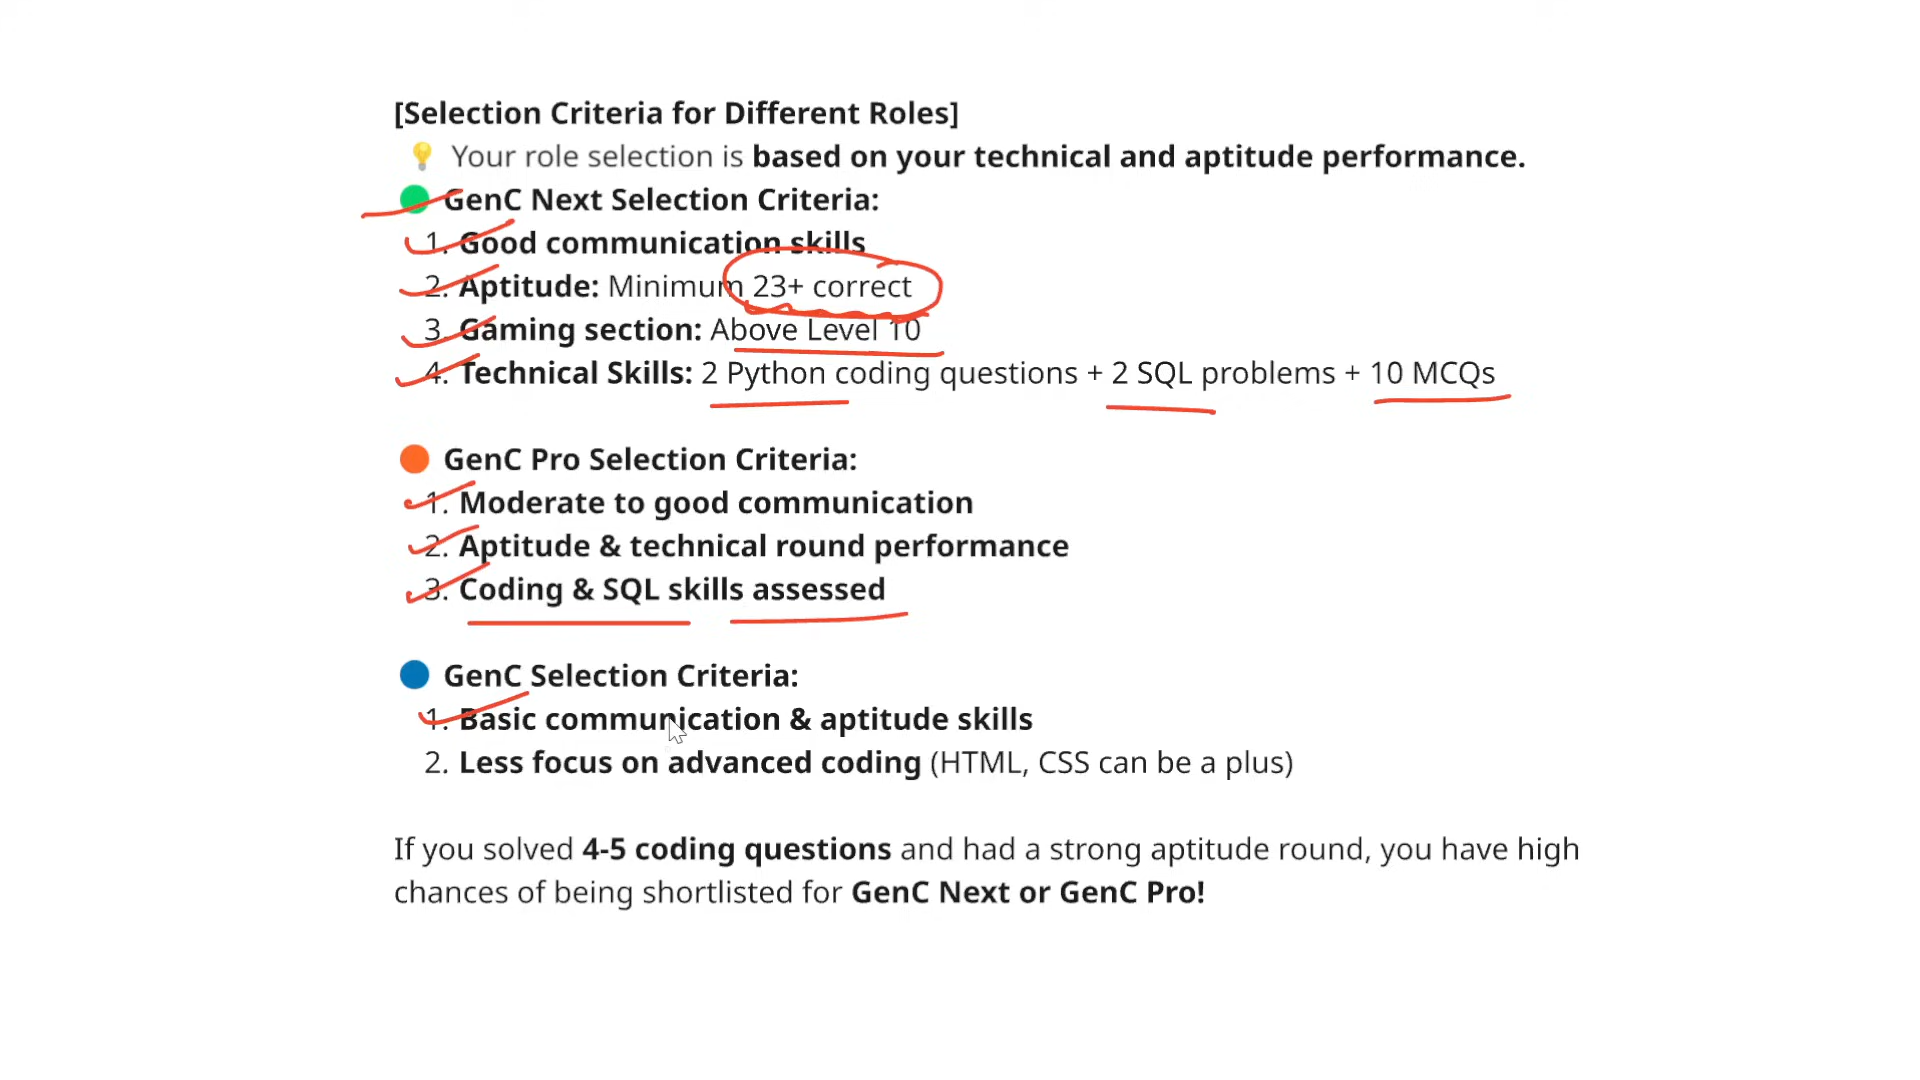 [Selection Criteria for Different Roles]
💡 Your role selection is based on your technical and aptitude performance.
🟢 GenC Next Selection Criteria:
1. Good communication skills
2. Aptitude: Minimum 23+ correct
3. Gaming section: Above Level 10
4. Technical Skills: 2 Python coding questions + 2 SQL problems + 10 MCQs
🟠 GenC Pro Selection Criteria:
1. Moderate to good communication
2. Aptitude & technical round performance
3. Coding & SQL skills assessed
🔵 GenC Selection Criteria:
1. Basic communication & aptitude skills
2. Less focus on advanced coding (HTML, CSS can be a plus)
If you solved 4-5 coding questions and had a strong aptitude round, you have high
chances of being shortlisted for GenC Next or GenC Pro!